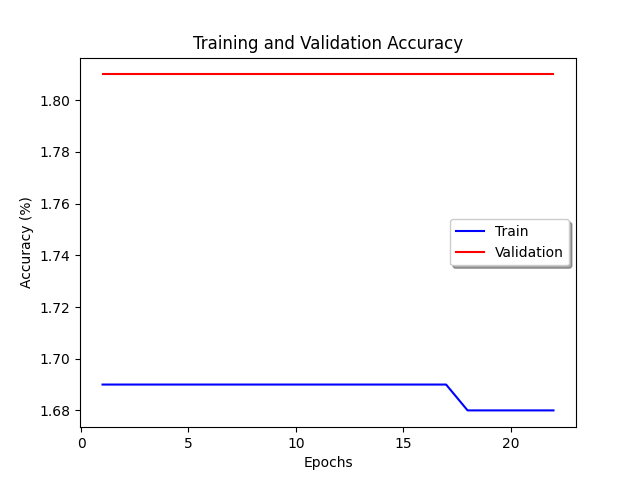 Training and Validation Accuracy
Accuracy (%)
1.80
1.78
1.76
1.74
1.72
1.70
1.68
Train
Validation
0 5 10 15 20
Epochs